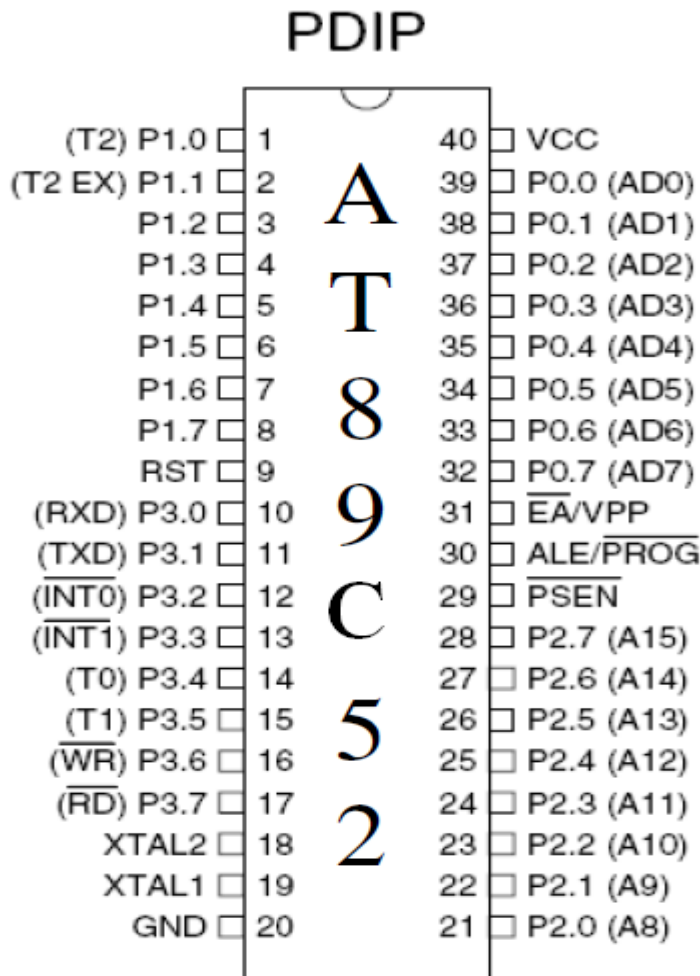 PDIP
(T2) P1.0 1 40 VCC
(T2 EX) P1.1 2 39 P0.0 (AD0)
P1.2 3 38 P0.1 (AD1)
P1.3 4 37 P0.2 (AD2)
P1.4 5 36 P0.3 (AD3)
P1.5 6 35 P0.4 (AD4)
P1.6 7 34 P0.5 (AD5)
P1.7 8 33 P0.6 (AD6)
RST 9 32 P0.7 (AD7)
(RXD) P3.0 10 31 E̅A̅/VPP
(TXD) P3.1 11 30 ALE/P̅R̅O̅G̅
(I̅N̅T̅0̅) P3.2 12 29 P̅S̅E̅N̅
(I̅N̅T̅1̅) P3.3 13 28 P2.7 (A15)
(T0) P3.4 14 27 P2.6 (A14)
(T1) P3.5 15 26 P2.5 (A13)
(W̅R̅) P3.6 16 25 P2.4 (A12)
(R̅D̅) P3.7 17 24 P2.3 (A11)
XTAL2 18 23 P2.2 (A10)
XTAL1 19 22 P2.1 (A9)
GND 20 21 P2.0 (A8)
A
T
8
9
C
5
2